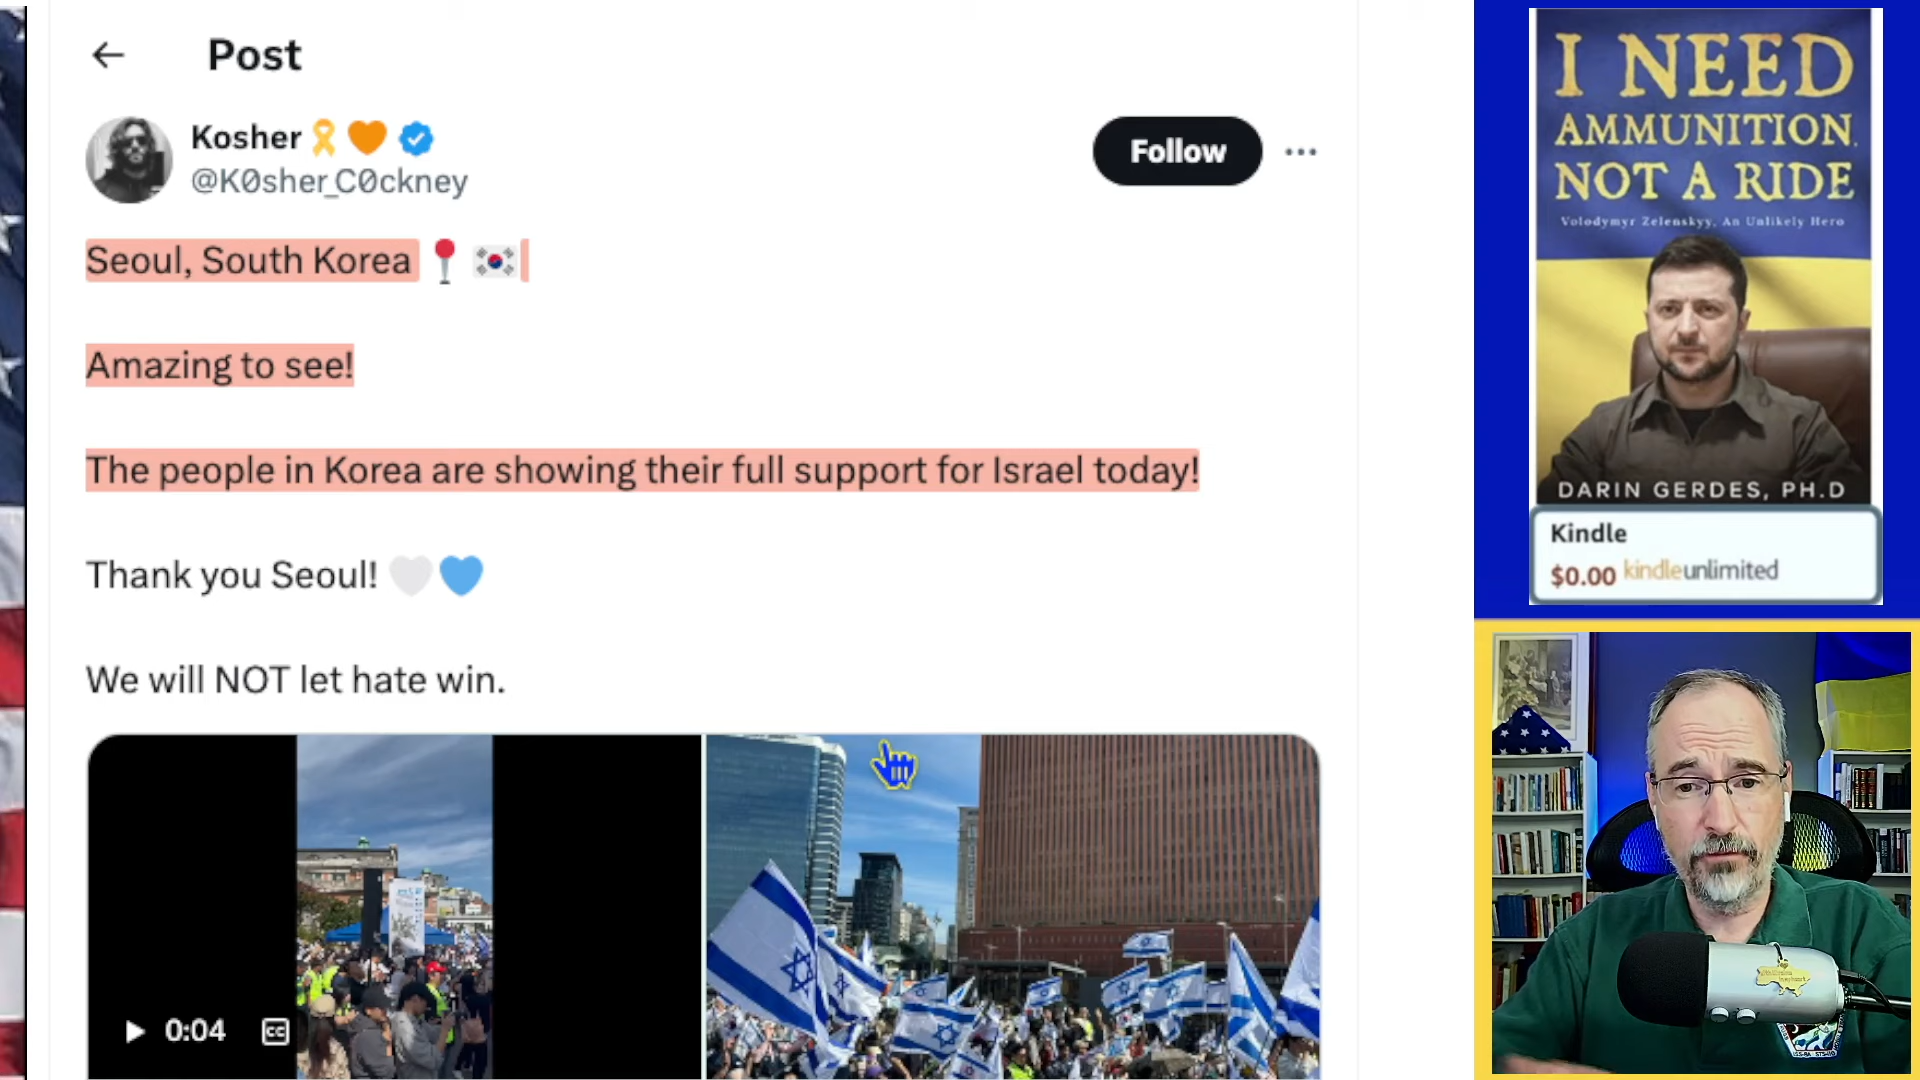 Post
Kosher
@K0sher_C0ckney
Follow
Seoul, South Korea
Amazing to see!
The people in Korea are showing their full support for Israel today!
Thank you Seoul!
We will NOT let hate win.
0:04
CC
I NEED
AMMUNITION,
NOT A RIDE
Volodymyr Zelenskyy, An Unlikely Hero
DARIN GERDES, PH.D
Kindle
$0.00 kindleunlimited